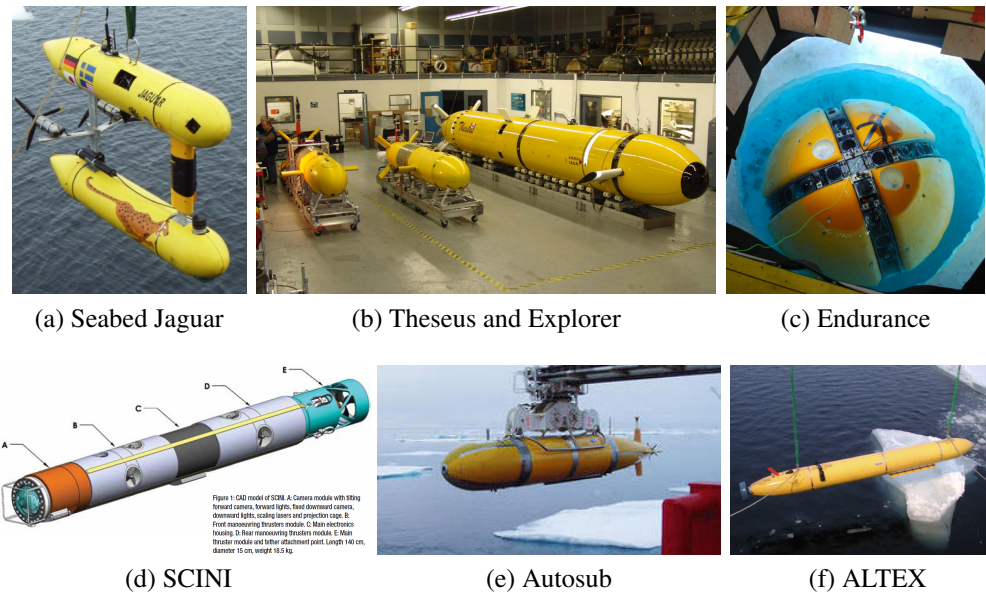 JAGUAR
Theseus
(a) Seabed Jaguar
(b) Theseus and Explorer
(c) Endurance
A
B
C
D
E
Figure 1: CAD model of SCINI. A: Camera module with tilting
forward camera, forward lights, fixed downward camera,
downward lights, scaling lasers and projection cage. B:
Front manoeuvring thrusters module. C: Main electronics
housing. D: Rear manoeuvring thrusters module. E: Main
thruster module and tether attachment point. Length 140 cm,
diameter 15 cm, weight 18.5 kg.
(d) SCINI
(e) Autosub
(f) ALTEX